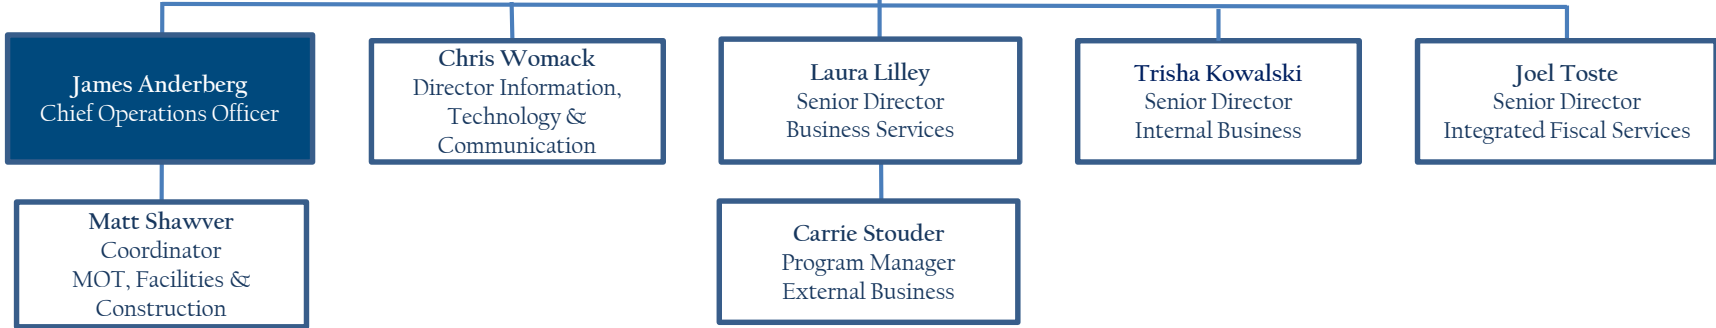 James Anderberg
Chief Operations Officer
Chris Womack
Director Information,
Technology &
Communication
Laura Lilley
Senior Director
Business Services
Trisha Kowalski
Senior Director
Internal Business
Joel Toste
Senior Director
Integrated Fiscal Services
Matt Shawver
Coordinator
MOT, Facilities &
Construction
Carrie Stouder
Program Manager
External Business